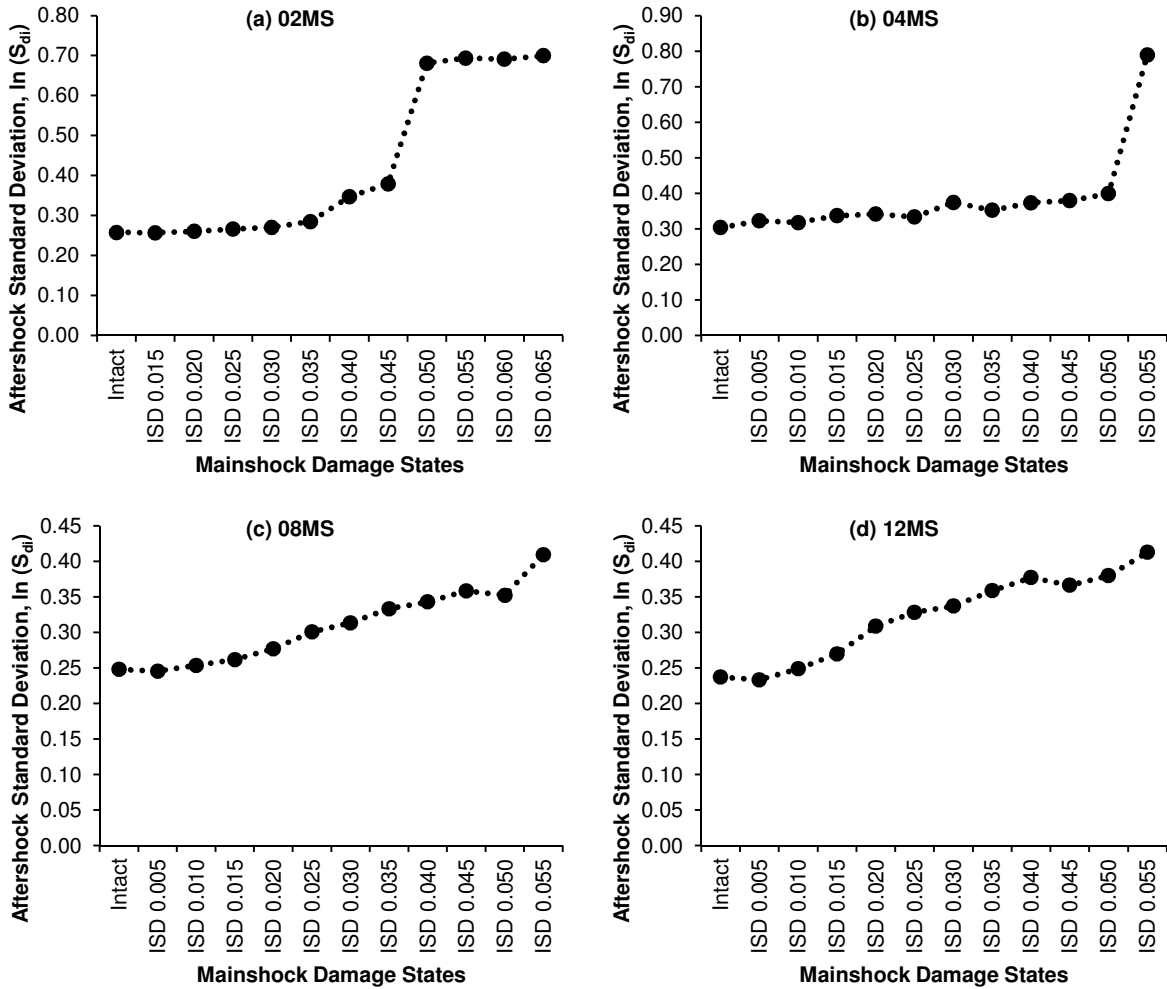 (a) 02MS
Aftershock Standard Deviation, ln (Sdi)
0.80
0.70
0.60
0.50
0.40
0.30
0.20
0.10
0.00
Intact
ISD 0.015
ISD 0.020
ISD 0.025
ISD 0.030
ISD 0.035
ISD 0.040
ISD 0.045
ISD 0.050
ISD 0.055
ISD 0.060
ISD 0.065
Mainshock Damage States
(b) 04MS
Aftershock Standard Deviation, ln (Sdi)
0.90
0.80
0.70
0.60
0.50
0.40
0.30
0.20
0.10
0.00
Intact
ISD 0.005
ISD 0.010
ISD 0.015
ISD 0.020
ISD 0.025
ISD 0.030
ISD 0.035
ISD 0.040
ISD 0.045
ISD 0.050
ISD 0.055
Mainshock Damage States
(c) 08MS
Aftershock Standard Deviation, ln (Sdi)
0.45
0.40
0.35
0.30
0.25
0.20
0.15
0.10
0.05
0.00
Intact
ISD 0.005
ISD 0.010
ISD 0.015
ISD 0.020
ISD 0.025
ISD 0.030
ISD 0.035
ISD 0.040
ISD 0.045
ISD 0.050
ISD 0.055
Mainshock Damage States
(d) 12MS
Aftershock Standard Deviation, ln (Sdi)
0.45
0.40
0.35
0.30
0.25
0.20
0.15
0.10
0.05
0.00
Intact
ISD 0.005
ISD 0.010
ISD 0.015
ISD 0.020
ISD 0.025
ISD 0.030
ISD 0.035
ISD 0.040
ISD 0.045
ISD 0.050
ISD 0.055
Mainshock Damage States